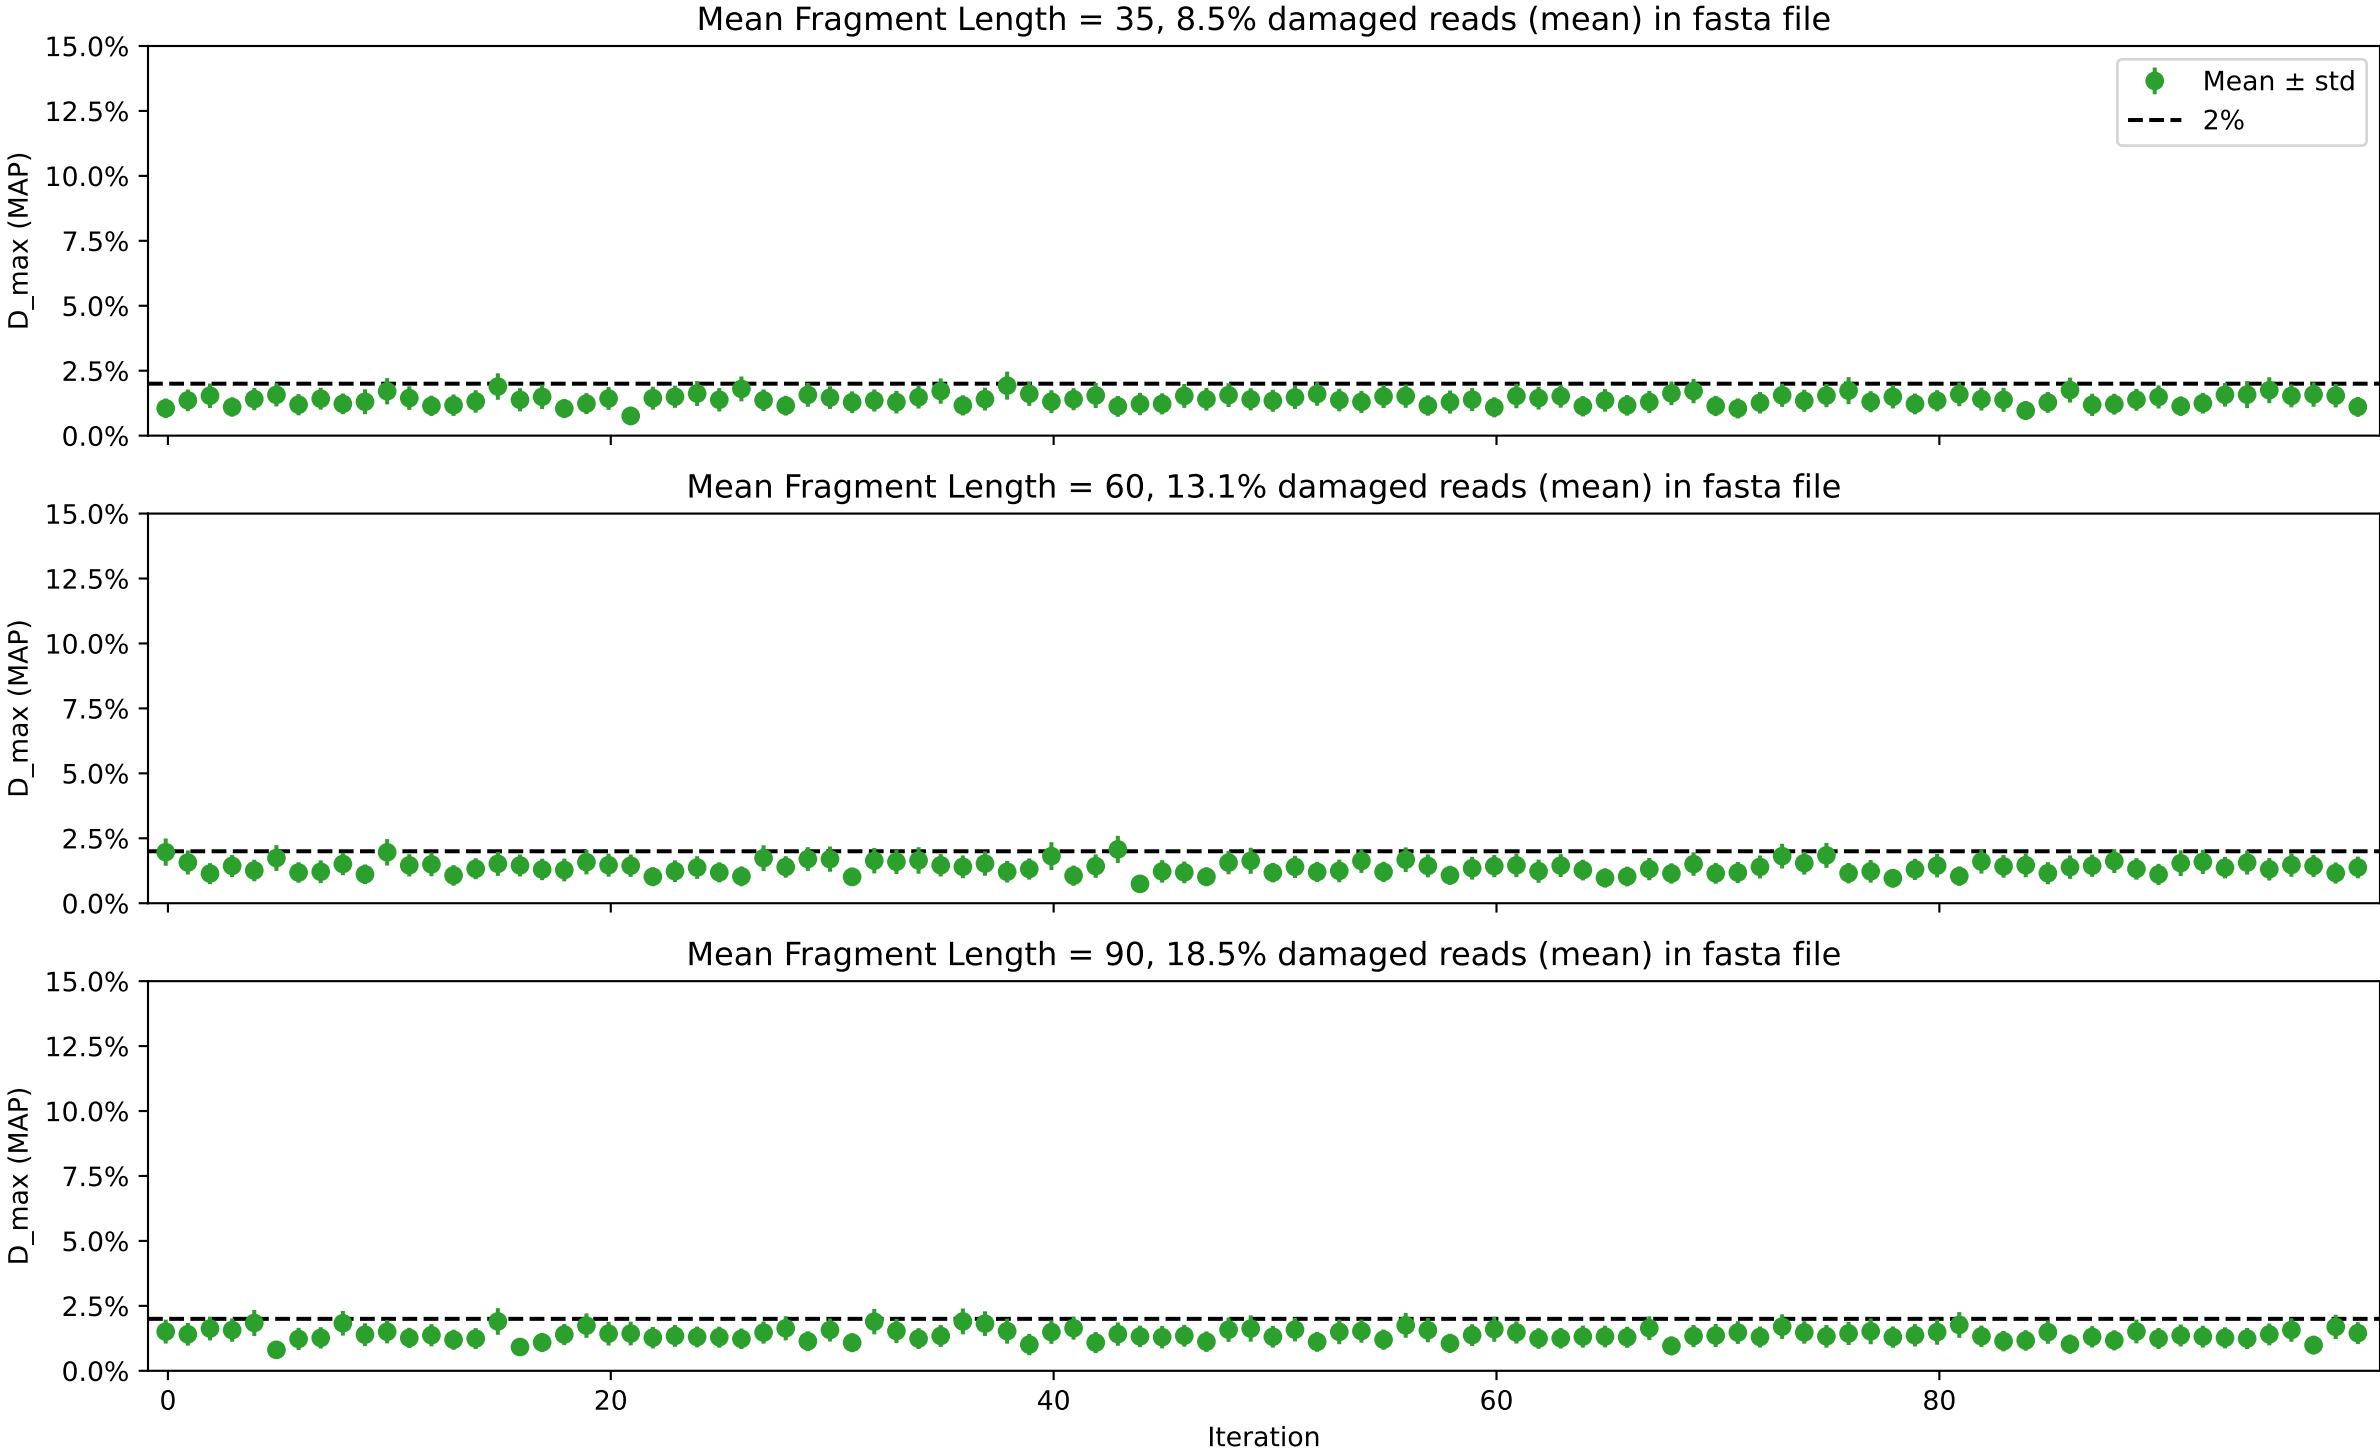 Mean Fragment Length = 35, 8.5% damaged reads (mean) in fasta file
15.0%
12.5%
10.0%
7.5%
5.0%
2.5%
0.0%
D_max (MAP)
Mean ± std
2%
Mean Fragment Length = 60, 13.1% damaged reads (mean) in fasta file
15.0%
12.5%
10.0%
7.5%
5.0%
2.5%
0.0%
D_max (MAP)
Mean Fragment Length = 90, 18.5% damaged reads (mean) in fasta file
15.0%
12.5%
10.0%
7.5%
5.0%
2.5%
0.0%
D_max (MAP)
0 20 40 60 80
Iteration